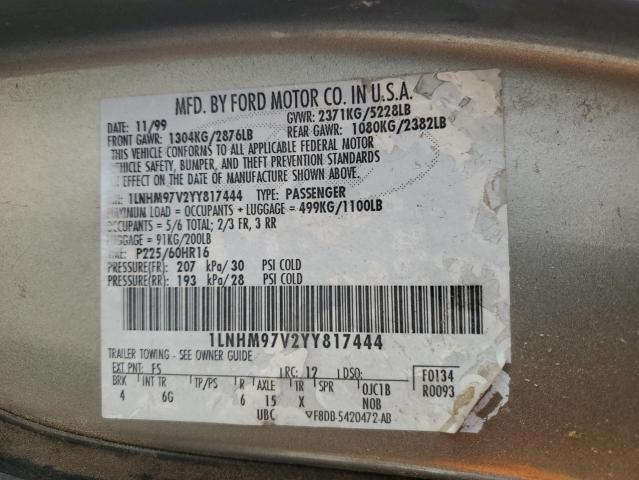 MFD. BY FORD MOTOR CO. IN U.S.A.
DATE: 11/99 GVWR: 2371KG/5228LB
FRONT GAWR: 1304KG/2876LB REAR GAWR: 1080KG/2382LB
THIS VEHICLE CONFORMS TO ALL APPLICABLE FEDERAL MOTOR
VEHICLE SAFETY, BUMPER, AND THEFT PREVENTION STANDARDS
IN EFFECT ON THE DATE OF MANUFACTURE SHOWN ABOVE.
1LNHM97V2YY817444 TYPE: PASSENGER
MAXIMUM LOAD = OCCUPANTS + LUGGAGE = 499KG/1100LB
OCCUPANTS = 5/6 TOTAL; 2/3 FR, 3 RR
LUGGAGE = 91KG/200LB
P225/60HR16
PRESSURE(FR) 207 kPa/30 PSI COLD
PRESSURE(RR) 193 kPa/28 PSI COLD
1LNHM97V2YY817444
TRAILER TOWING - SEE OWNER GUIDE
EXT PNT: FS RC: 12 DSO: F0134
BRK INT TR TP/PS R AXLE TR SPR 0JC1B R0093
4 6G 6 15 X NOB
UBC ▽F8DB-5420472-AB